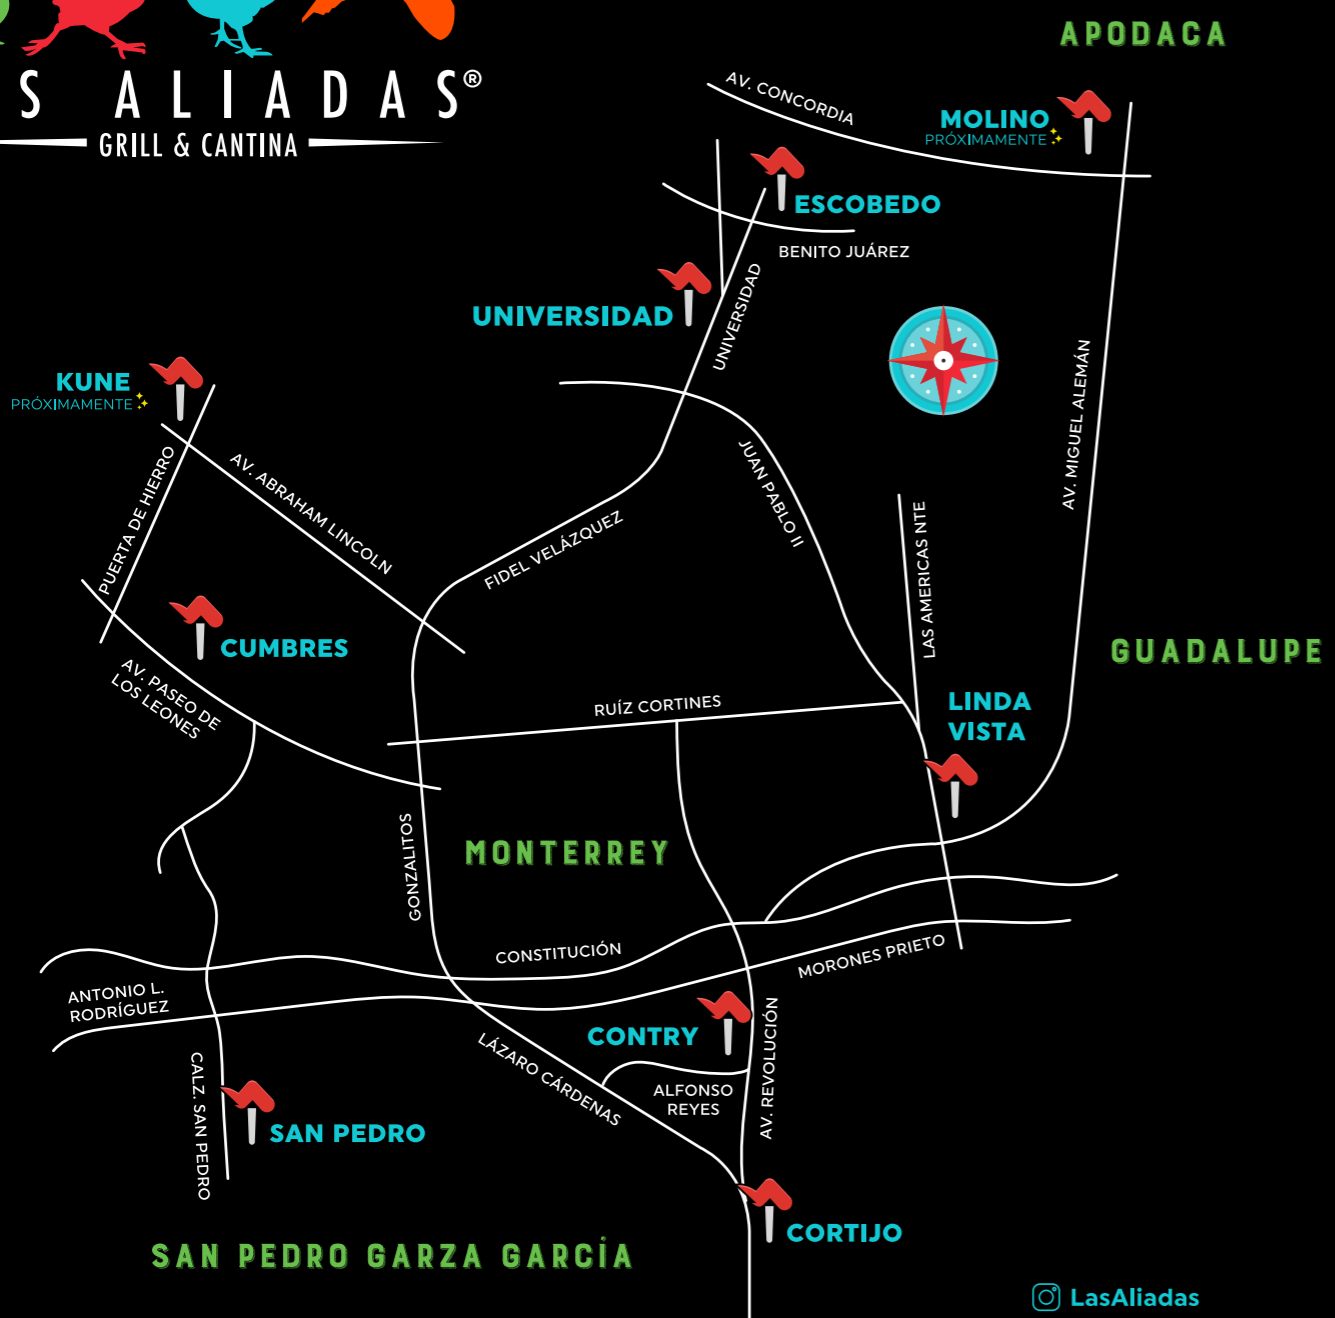 S ALIADAS®
GRILL & CANTINA
APODACA
AV. CONCORDIA
MOLINO
PRÓXIMAMENTE
ESCOBEDO
BENITO JUÁREZ
UNIVERSIDAD
UNIVERSIDAD
KUNE
PRÓXIMAMENTE
PUERTA DE HIERRO
AV. ABRAHAM LINCOLN
FIDEL VELÁZQUEZ
JUAN PABLO II
AV. MIGUEL ALEMÁN
LAS AMERICAS NTE
CUMBRES
GUADALUPE
AV. PASEO DE
LOS LEONES
RUÍZ CORTINES
LINDA
VISTA
GONZALITOS
MONTERREY
CONSTITUCIÓN
MORONES PRIETO
ANTONIO L.
RODRÍGUEZ
CONTRY
LÁZARO CÁRDENAS
ALFONSO
REYES
AV. REVOLUCIÓN
CALZ. SAN PEDRO
SAN PEDRO
CORTIJO
SAN PEDRO GARZA GARCÍA
LasAliadas